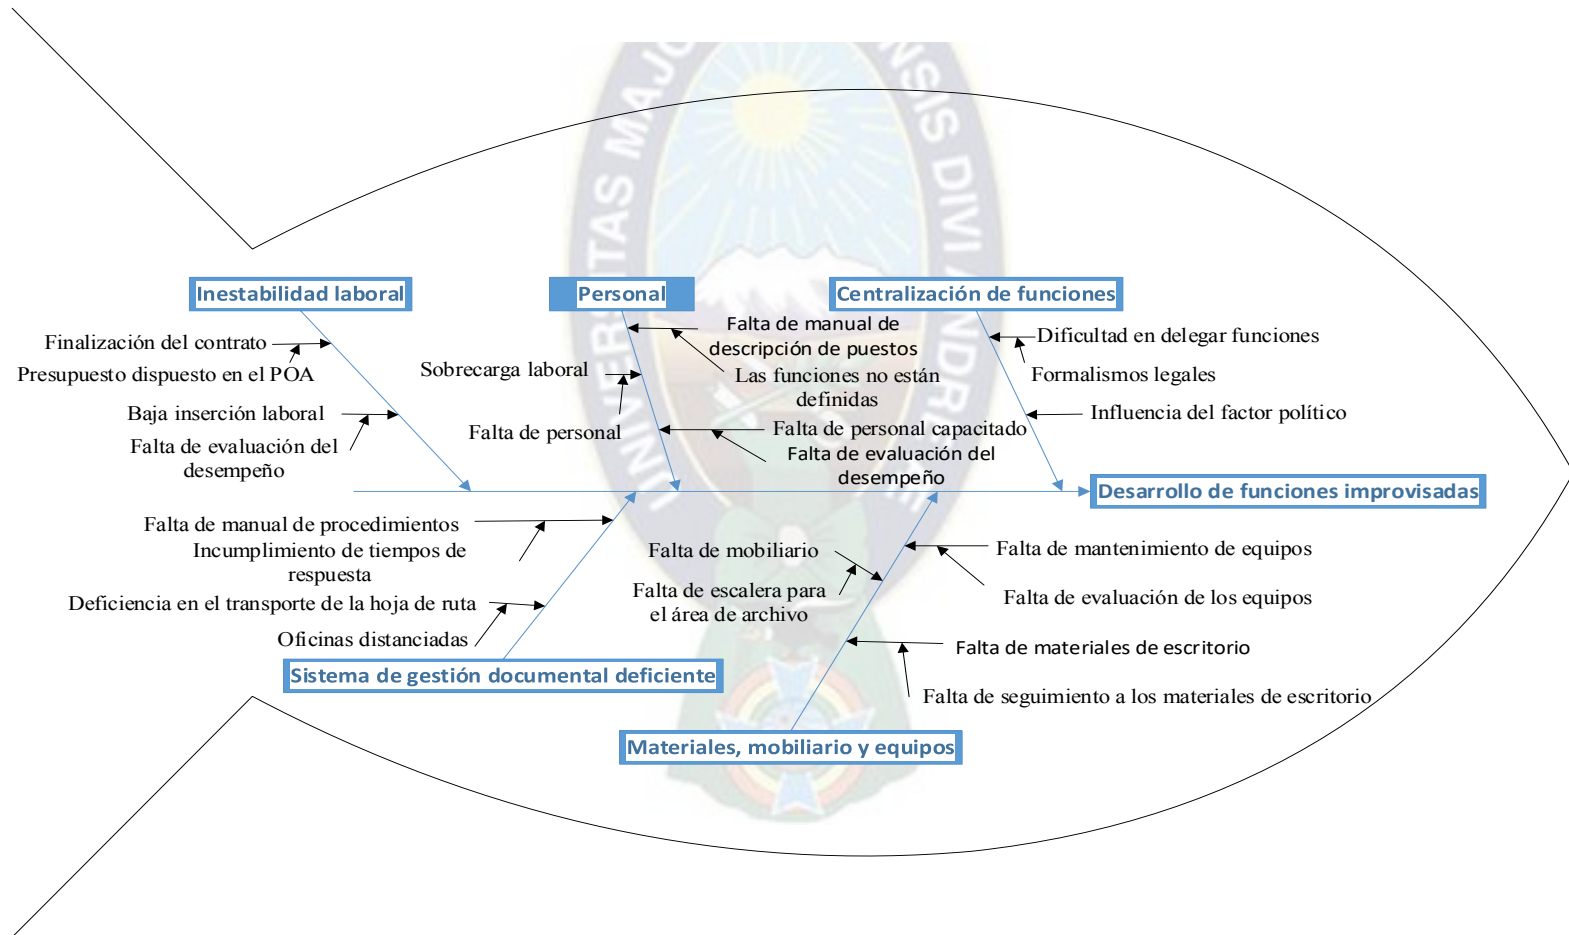 UNIVERSITAS MAJO
NSIS DIVI ANDRE
Inestabilidad laboral
Finalización del contrato
Presupuesto dispuesto en el POA
Baja inserción laboral
Falta de evaluación del
desempeño
Personal
Falta de manual de
descripción de puestos
Las funciones no están
definidas
Sobrecarga laboral
Falta de personal
Falta de personal capacitado
Falta de evaluación del
desempeño
Centralización de funciones
Dificultad en delegar funciones
Formalismos legales
Influencia del factor político
Desarrollo de funciones improvisadas
Falta de manual de procedimientos
Incumplimiento de tiempos de
respuesta
Deficiencia en el transporte de la hoja de ruta
Oficinas distanciadas
Sistema de gestión documental deficiente
Falta de mobiliario
Falta de escalera para
el área de archivo
Falta de mantenimiento de equipos
Falta de evaluación de los equipos
Falta de materiales de escritorio
Falta de seguimiento a los materiales de escritorio
Materiales, mobiliario y equipos